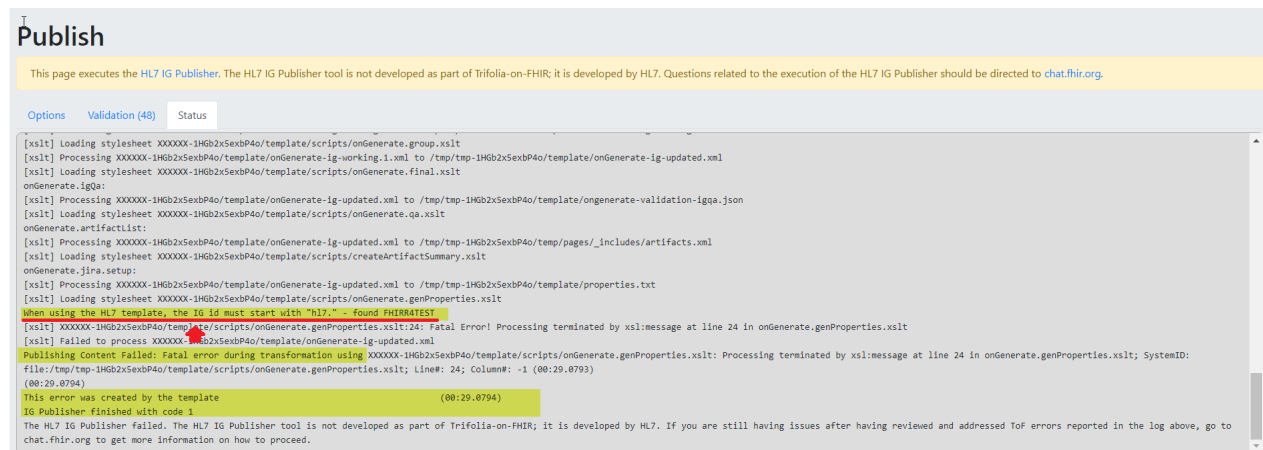 Publish
This page executes the HL7 IG Publisher. The HL7 IG Publisher tool is not developed as part of Trifolia-on-FHIR; it is developed by HL7. Questions related to the execution of the HL7 IG Publisher should be directed to chat.fhir.org.
Options Validation (48) Status
[xslt] Loading stylesheet XXXXXX-1HGb2x5exbP4o/template/scripts/onGenerate.group.xslt
[xslt] Processing XXXXXX-1HGb2x5exbP4o/template/onGenerate-ig-working.1.xml to /tmp/tmp-1HGb2x5exbP4o/template/onGenerate-ig-updated.xml
[xslt] Loading stylesheet XXXXXX-1HGb2x5exbP4o/template/scripts/onGenerate.final.xslt
onGenerate.igQa:
[xslt] Processing XXXXXX-1HGb2x5exbP4o/template/onGenerate-ig-updated.xml to /tmp/tmp-1HGb2x5exbP4o/template/ongenerate-validation-igqa.json
[xslt] Loading stylesheet XXXXXX-1HGb2x5exbP4o/template/scripts/onGenerate.qa.xslt
onGenerate.artifactList:
[xslt] Processing XXXXXX-1HGb2x5exbP4o/template/onGenerate-ig-updated.xml to /tmp/tmp-1HGb2x5exbP4o/temp/pages/_includes/artifacts.xml
[xslt] Loading stylesheet XXXXXX-1HGb2x5exbP4o/template/scripts/createArtifactSummary.xslt
onGenerate.jira.setup:
[xslt] Processing XXXXXX-1HGb2x5exbP4o/template/onGenerate-ig-updated.xml to /tmp/tmp-1HGb2x5exbP4o/template/properties.txt
[xslt] Loading stylesheet XXXXXX-1HGb2x5exbP4o/template/scripts/onGenerate.genProperties.xslt
When using the HL7 template, the IG id must start with "hl7." - found FHIRR4TEST
[xslt] XXXXXX-1HGb2x5exbP4o/template/scripts/onGenerate.genProperties.xslt:24: Fatal Error! Processing terminated by xsl:message at line 24 in onGenerate.genProperties.xslt
[xslt] Failed to process XXXXXX-1HGb2x5exbP4o/template/onGenerate-ig-updated.xml
Publishing Content Failed: Fatal error during transformation using XXXXXX-1HGb2x5exbP4o/template/scripts/onGenerate.genProperties.xslt: Processing terminated by xsl:message at line 24 in onGenerate.genProperties.xslt; SystemID:
file:/tmp/tmp-1HGb2x5exbP4o/template/scripts/onGenerate.genProperties.xslt; Line#: 24; Column#: -1 (00:29.0793)
(00:29.0794)
This error was created by the template (00:29.0794)
IG Publisher finished with code 1
The HL7 IG Publisher failed. The HL7 IG Publisher tool is not developed as part of Trifolia-on-FHIR; it is developed by HL7. If you are still having issues after having reviewed and addressed ToF errors reported in the log above, go to
chat.fhir.org to get more information on how to proceed.